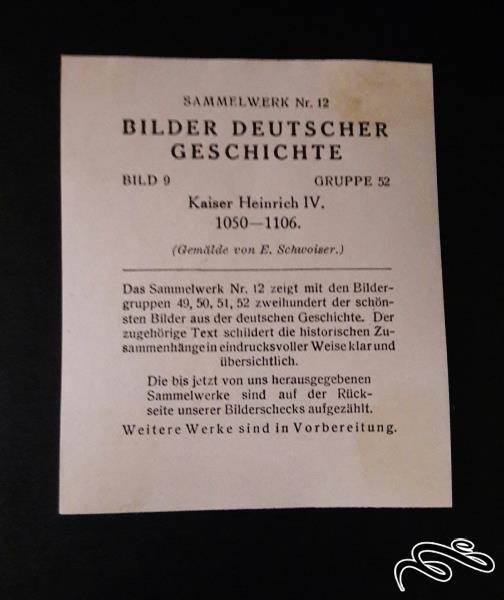 SAMMELWERK Nr. 12
BILDER DEUTSCHER
GESCHICHTE
BILD 9 GRUPPE 52
Kaiser Heinrich IV.
1050—1106.
(Gemälde von E. Schwoiser.)
Das Sammelwerk Nr. 12 zeigt mit den Bilder-
gruppen 49, 50, 51, 52 zweihundert der schön-
sten Bilder aus der deutschen Geschichte. Der
zugehörige Text schildert die historischen Zu-
sammenhänge in eindrucksvoller Weise klar und
übersichtlich.
Die bis jetzt von uns herausgegebenen
Sammelwerke sind auf der Rück-
seite unserer Bilderschecks aufgezählt.
Weitere Werke sind in Vorbereitung.